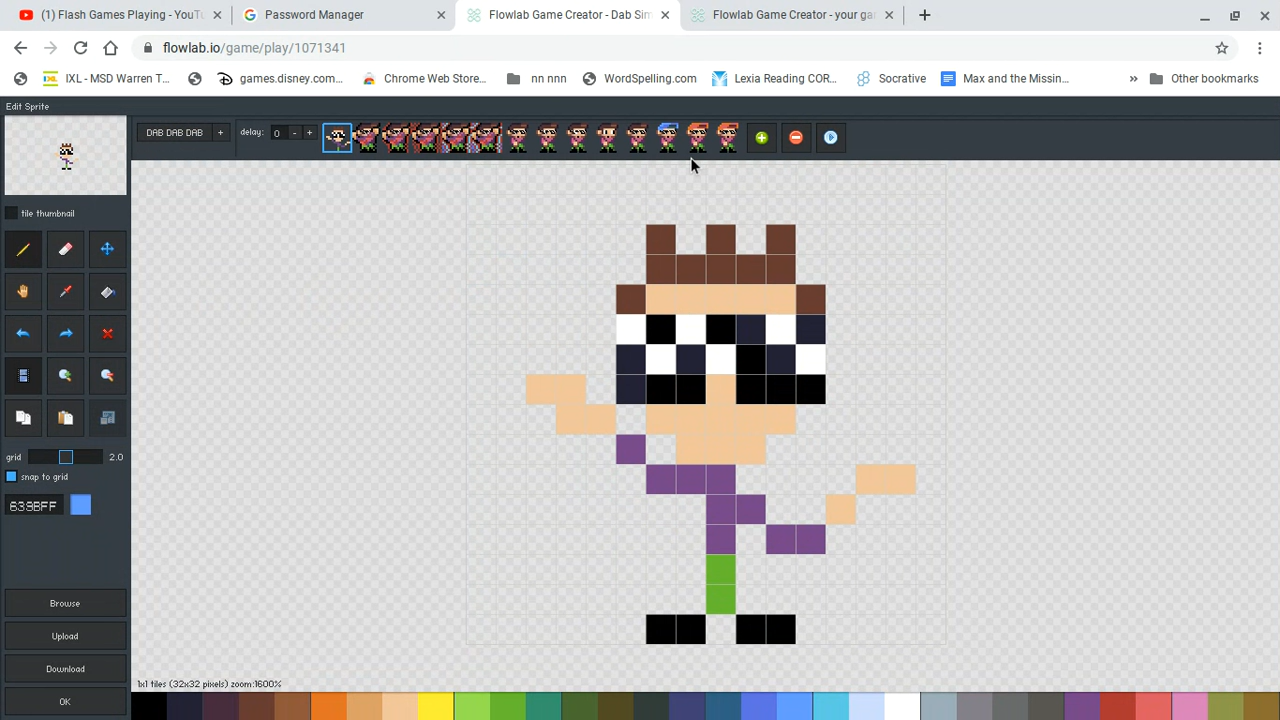 (1) Flash Games Playing - YouTu
Password Manager
Flowlab Game Creator - Dab Sim
Flowlab Game Creator - your ga
flowlab.io/game/play/1071341
IXL - MSD Warren T...
games.disney.com...
Chrome Web Store...
nn nnn
WordSpelling.com
Lexia Reading COR...
Socrative
Max and the Missin...
»
Other bookmarks
Edit Sprite
DAB DAB DAB +
delay: 0 - +
tile thumbnail
grid 2.0
snap to grid
639BFF
Browse
Upload
Download
OK
1x1 tiles (32x32 pixels) zoom:1600%